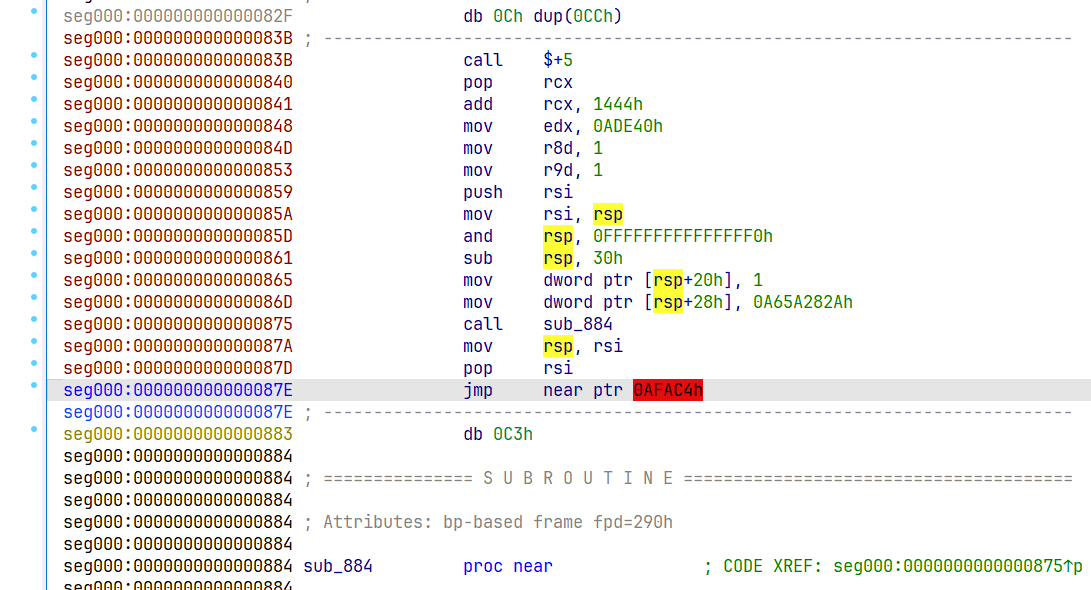 seg000:000000000000082F db 0Ch dup(0CCh)
seg000:000000000000083B ; ---------------------------------------------------------------------------
seg000:000000000000083B call $+5
seg000:0000000000000840 pop rcx
seg000:0000000000000841 add rcx, 1444h
seg000:0000000000000848 mov edx, 0ADE40h
seg000:000000000000084D mov r8d, 1
seg000:0000000000000853 mov r9d, 1
seg000:0000000000000859 push rsi
seg000:000000000000085A mov rsi, rsp
seg000:000000000000085D and rsp, 0FFFFFFFFFFFFFFF0h
seg000:0000000000000861 sub rsp, 30h
seg000:0000000000000865 mov dword ptr [rsp+20h], 1
seg000:000000000000086D mov dword ptr [rsp+28h], 0A65A282Ah
seg000:0000000000000875 call sub_884
seg000:000000000000087A mov rsp, rsi
seg000:000000000000087D pop rsi
seg000:000000000000087E jmp near ptr 0AFAC4h
seg000:000000000000087E ; ---------------------------------------------------------------------------
seg000:0000000000000883 db 0C3h
seg000:0000000000000884
seg000:0000000000000884 ; =============== S U B R O U T I N E =======================================
seg000:0000000000000884
seg000:0000000000000884 ; Attributes: bp-based frame fpd=290h
seg000:0000000000000884
seg000:0000000000000884 sub_884 proc near ; CODE XREF: seg000:0000000000000875↑p
seg000:0000000000000884